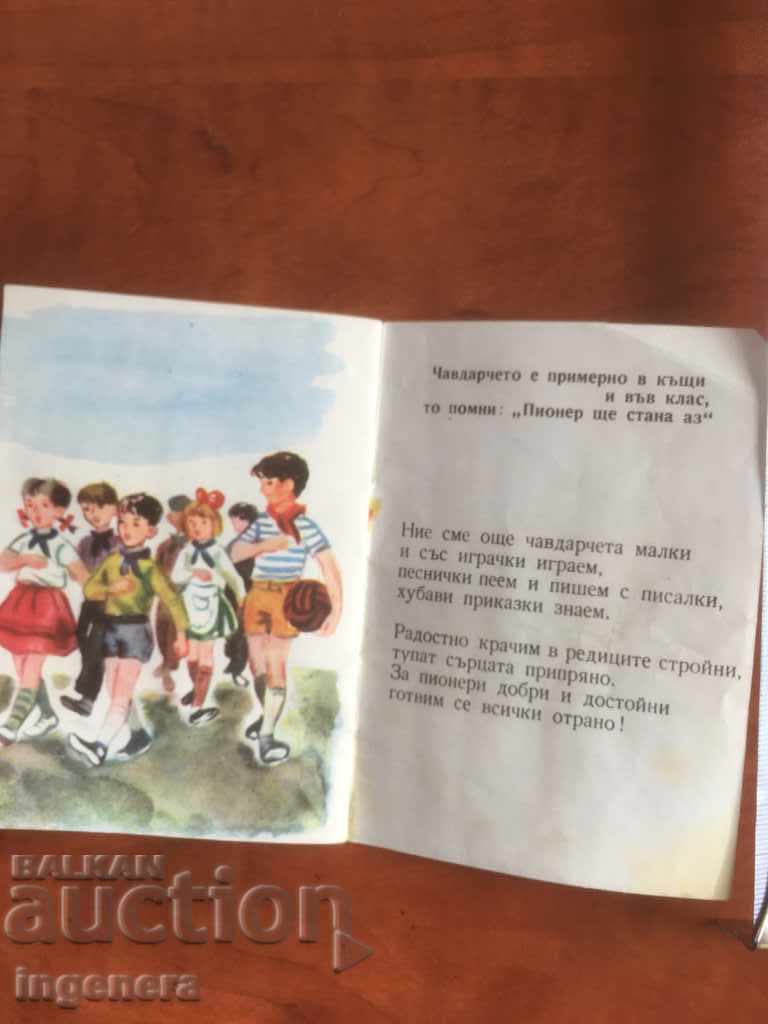 Чавдарчето е примерно в къщи
и във клас,
то помни: „Пионер ще стана аз“
Ние сме още чавдарчета малки
и със играчки играем,
песнички пеем и пишем с писалки,
хубави приказки знаем.
Радостно крачим в редиците стройни,
тупат сърцата припряно.
За пионери добри и достойни
готвим се всички отрано!
BALKAN
auction
ingenera